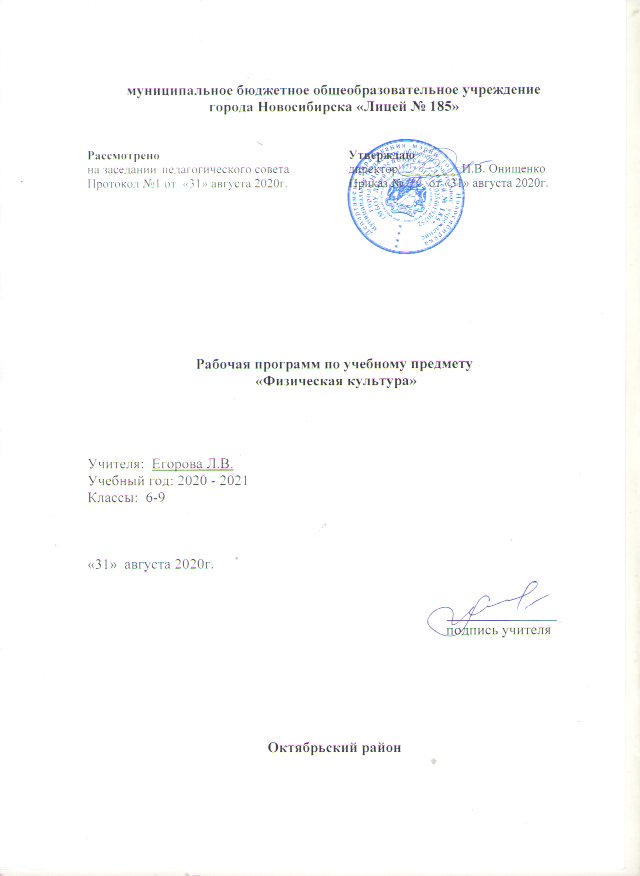 муниципальное бюджетное общеобразовательное учреждение
города Новосибирска «Лицей № 185»
Рассмотрено
на заседании педагогического совета
Протокол №1 от «31» августа 2020г.
Утверждаю
директор И.В. Онищенко
Приказ № от «31» августа 2020г.
Рабочая программ по учебному предмету
«Физическая культура»
Учителя: Егорова Л.В.
Учебный год: 2020 - 2021
Классы: 6-9
«31» августа 2020г.
подпись учителя
Октябрьский район